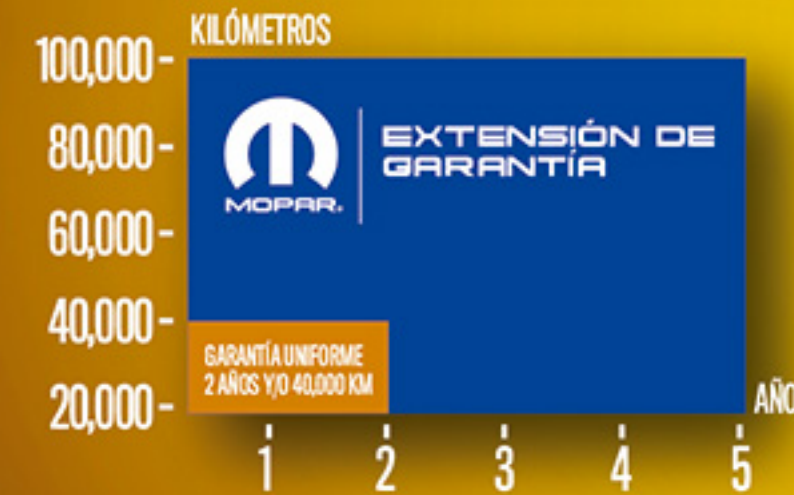 KILÓMETROS
100,000-
80,000-
60,000-
40,000-
20,000-
MOPAR.
EXTENSIÓN DE
GARANTÍA
GARANTÍA UNIFORME
2 AÑOS Y/O 40,000 KM
AÑO
1 2 3 4 5